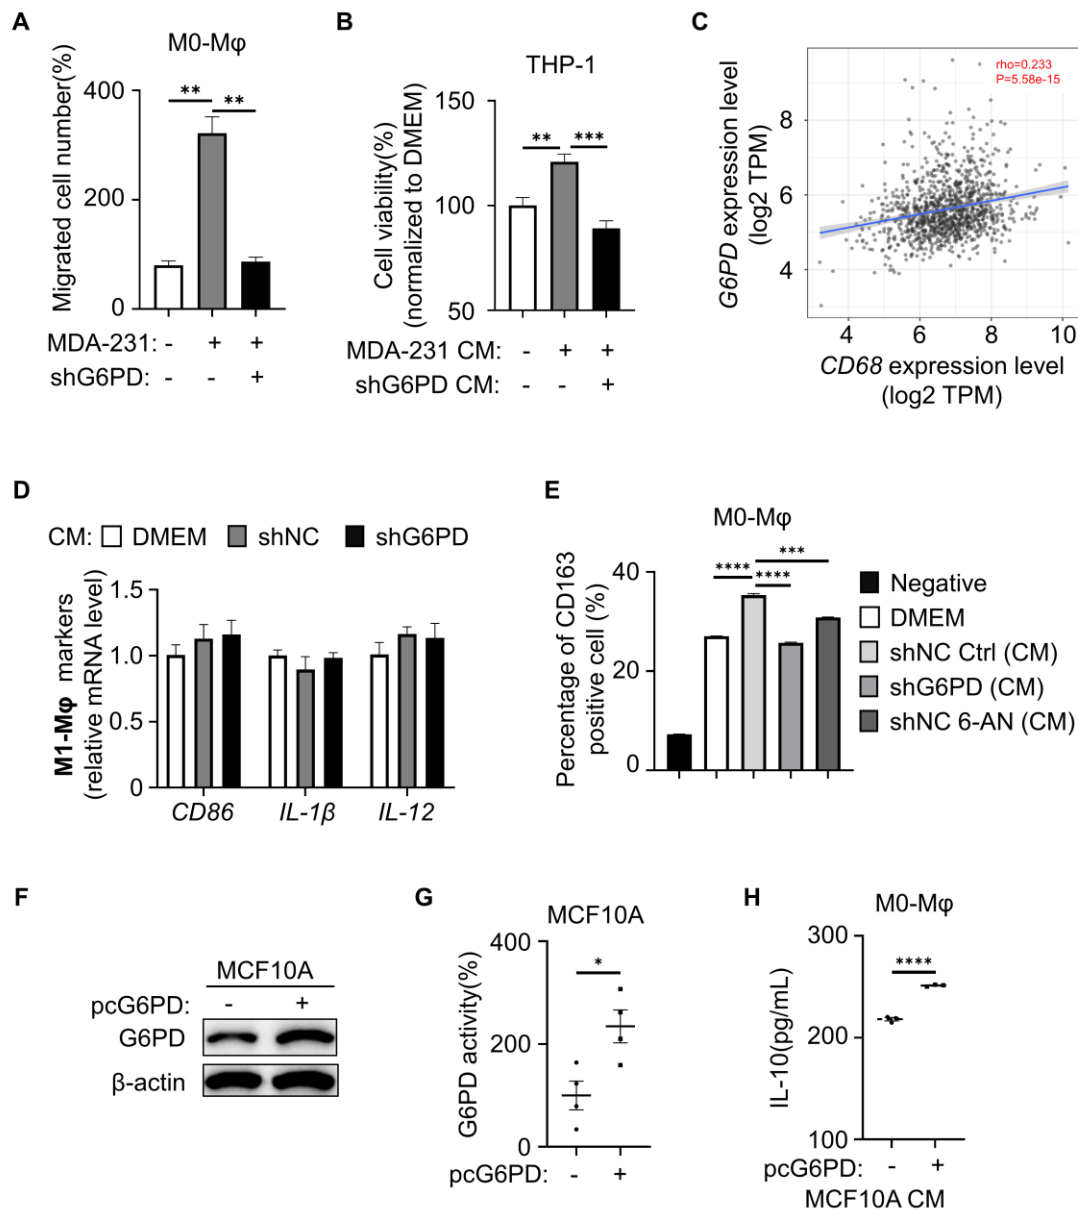 A
M0-Mφ
Migrated cell number(%)
400
200
0
** **
MDA-231: - + +
shG6PD: - - +
B
THP-1
Cell viability(%)
(normalized to DMEM)
150
100
50
** ***
MDA-231 CM: - + +
shG6PD CM: - - +
C
G6PD expression level
(log2 TPM)
rho=0.233
P=5.58e-15
8
6
4
4 6 8 10
CD68 expression level
(log2 TPM)
D
CM: DMEM shNC shG6PD
M1-Mφ markers
(relative mRNA level)
1.5
1.0
0.5
0
CD86 IL-1β IL-12
E
M0-Mφ
Percentage of CD163
positive cell (%)
40
20
0
***
**** ****
Negative
DMEM
shNC Ctrl (CM)
shG6PD (CM)
shNC 6-AN (CM)
F
MCF10A
pcG6PD: - +
G6PD
β-actin
G
MCF10A
G6PD activity(%)
400
200
0
*
pcG6PD: - +
H
M0-Mφ
IL-10(pg/mL)
300
200
100
****
pcG6PD: - +
MCF10A CM